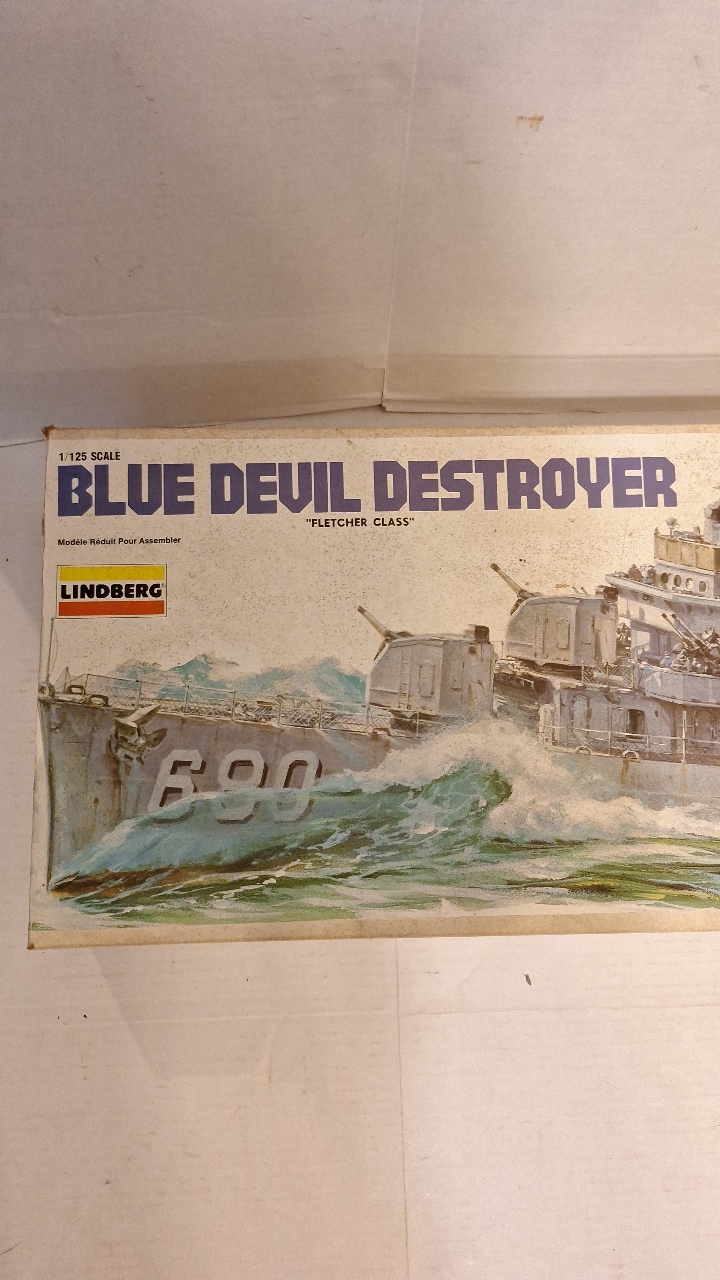 1/125 SCALE
BLUE DEVIL DESTROYER
"FLETCHER CLASS"
Modèle Réduit Pour Assembler
LINDBERG®
690